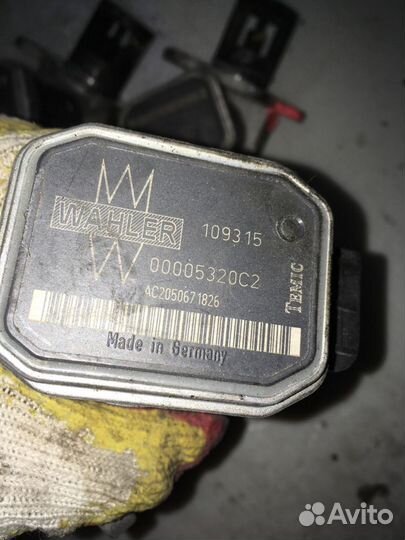 WAHLER
109315
00005320C2
AC2050671826
TEMIC
Made in Germany
Avito